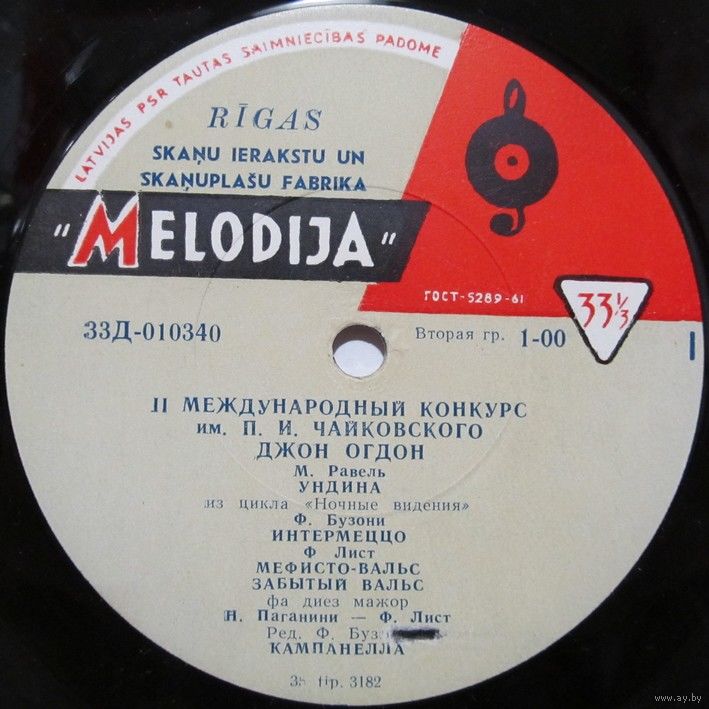 LATVIJAS PSR TAUTAS SAIMNIECĪBAS PADOME
RĪGAS
SKAŅU IERAKSTU UN
SKAŅUPLAŠU FABRIKA
"MELODIJA"
ГОСТ-5289-61
33⅓
33Д-010340
Вторая гр. 1-00
I
II МЕЖДУНАРОДНЫЙ КОНКУРС
им. П. И. ЧАЙКОВСКОГО
ДЖОН ОГДОН
М. Равель
УНДИНА
из цикла «Ночные видения»
Ф. Бузони
ИНТЕРМЕЦЦО
Ф Лист
МЕФИСТО-ВАЛЬС
ЗАБЫТЫЙ ВАЛЬС
фа диез мажор
Н. Паганини — Ф. Лист
Ред. Ф.
КАМПАНЕЛЛА
3182
www.ay.by